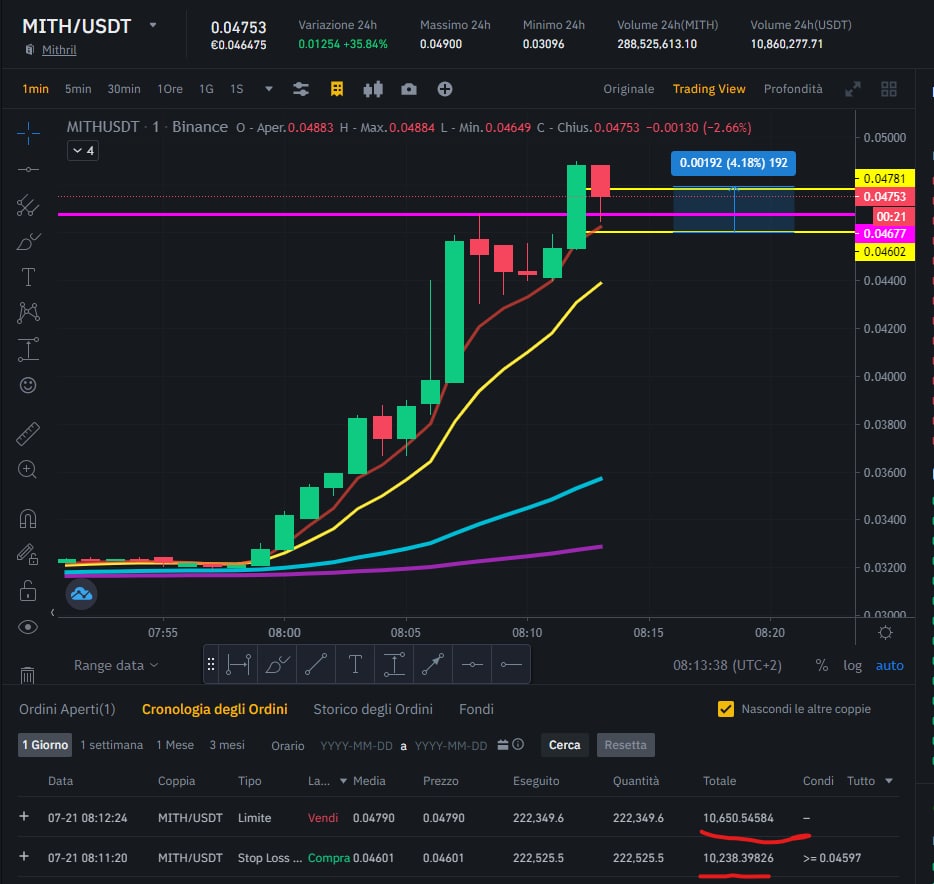 MITH/USDT
Mithril
0.04753
€0.046475
Variazione 24h
0.01254 +35.84%
Massimo 24h
0.04900
Minimo 24h
0.03096
Volume 24h(MITH)
288,525,613.10
Volume 24h(USDT)
10,860,277.71
1min 5min 30min 1Ore 1G 1S
Originale Trading View Profondità
MITHUSDT · 1 · Binance O - Aper.0.04883 H - Max.0.04884 L - Min.0.04649 C - Chius.0.04753 −0.00130 (−2.66%)
4
0.05000
0.00192 (4.18%) 192
0.04781
0.04753
00:21
0.04677
0.04602
0.04400
0.04200
0.04000
0.03800
0.03600
0.03400
0.03200
0.03000
07:55 08:00 08:05 08:10 08:15 08:20
Range data T 08:13:38 (UTC+2) % log auto
Ordini Aperti(1) Cronologia degli Ordini Storico degli Ordini Fondi Nascondi le altre coppie
1 Giorno 1 settimana 1 Mese 3 mesi Orario YYYY-MM-DD a YYYY-MM-DD Cerca Resetta
Data Coppia Tipo La... Media Prezzo Eseguito Quantità Totale Condi Tutto
+ 07-21 08:12:24 MITH/USDT Limite Vendi 0.04790 0.04790 222,349.6 222,349.6 10,650.54584 –
+ 07-21 08:11:20 MITH/USDT Stop Loss ... Compra 0.04601 0.04601 222,525.5 222,525.5 10,238.39826 >= 0.04597